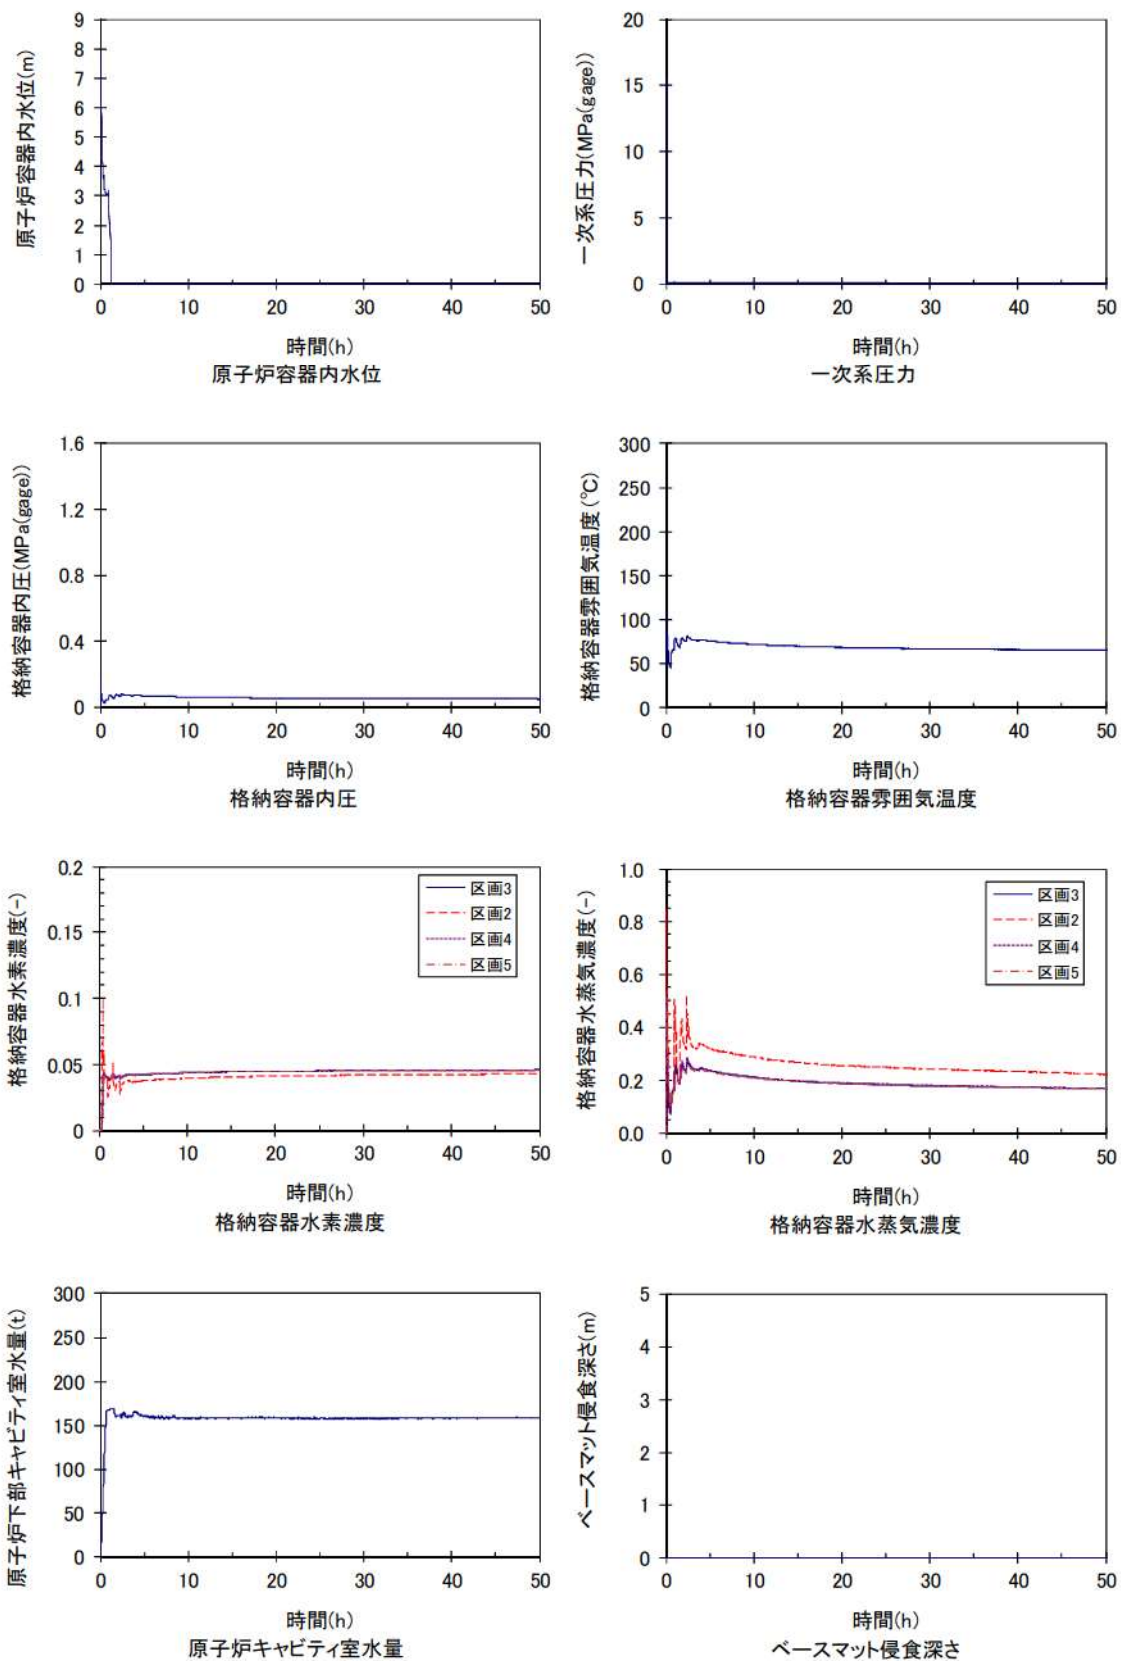 原子炉容器内水位(m)
9
8
7
6
5
4
3
2
1
0
0 10 20 30 40 50
時間(h)
原子炉容器内水位
一次系圧力(MPa(gage))
20
15
10
5
0
0 10 20 30 40 50
時間(h)
一次系圧力
格納容器内圧(MPa(gage))
1.6
1.2
0.8
0.4
0
0 10 20 30 40 50
時間(h)
格納容器内圧
格納容器雰囲気温度(℃)
300
250
200
150
100
50
0
0 10 20 30 40 50
時間(h)
格納容器雰囲気温度
格納容器水素濃度(-)
0.2
0.15
0.1
0.05
0
区画3
区画2
区画4
区画5
0 10 20 30 40 50
時間(h)
格納容器水素濃度
格納容器水蒸気濃度(-)
1.0
0.8
0.6
0.4
0.2
0.0
区画3
区画2
区画4
区画5
0 10 20 30 40 50
時間(h)
格納容器水蒸気濃度
原子炉下部キャビティ室水量(t)
300
250
200
150
100
50
0
0 10 20 30 40 50
時間(h)
原子炉キャビティ室水量
ベースマット侵食深さ(m)
5
4
3
2
1
0
0 10 20 30 40 50
時間(h)
ベースマット侵食深さ